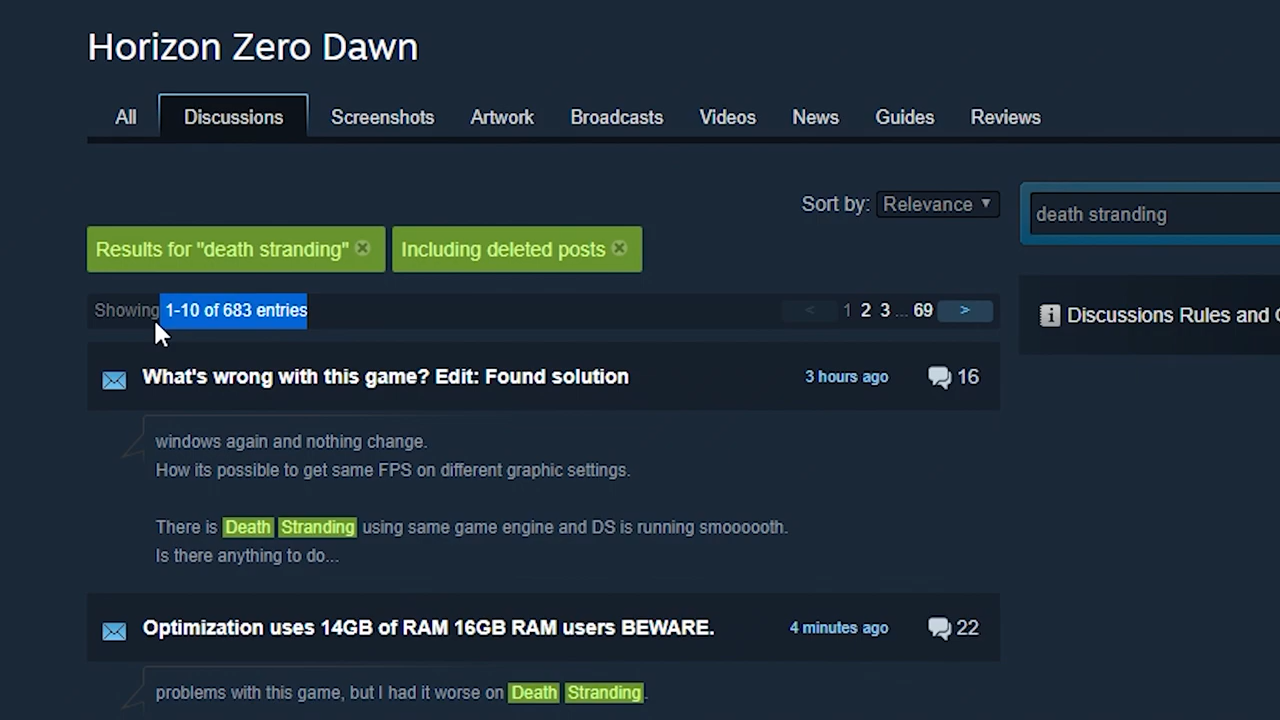 Horizon Zero Dawn
All Discussions Screenshots Artwork Broadcasts Videos News Guides Reviews
Sort by: Relevance ▼
death stranding
Results for "death stranding" Including deleted posts
Showing 1-10 of 683 entries < 1 2 3 ... 69 >
Discussions Rules and
What's wrong with this game? Edit: Found solution 3 hours ago 16
windows again and nothing change.
How its possible to get same FPS on different graphic settings.
There is Death Stranding using same game engine and DS is running smoooooth.
Is there anything to do...
Optimization uses 14GB of RAM 16GB RAM users BEWARE. 4 minutes ago 22
problems with this game, but I had it worse on Death Stranding.